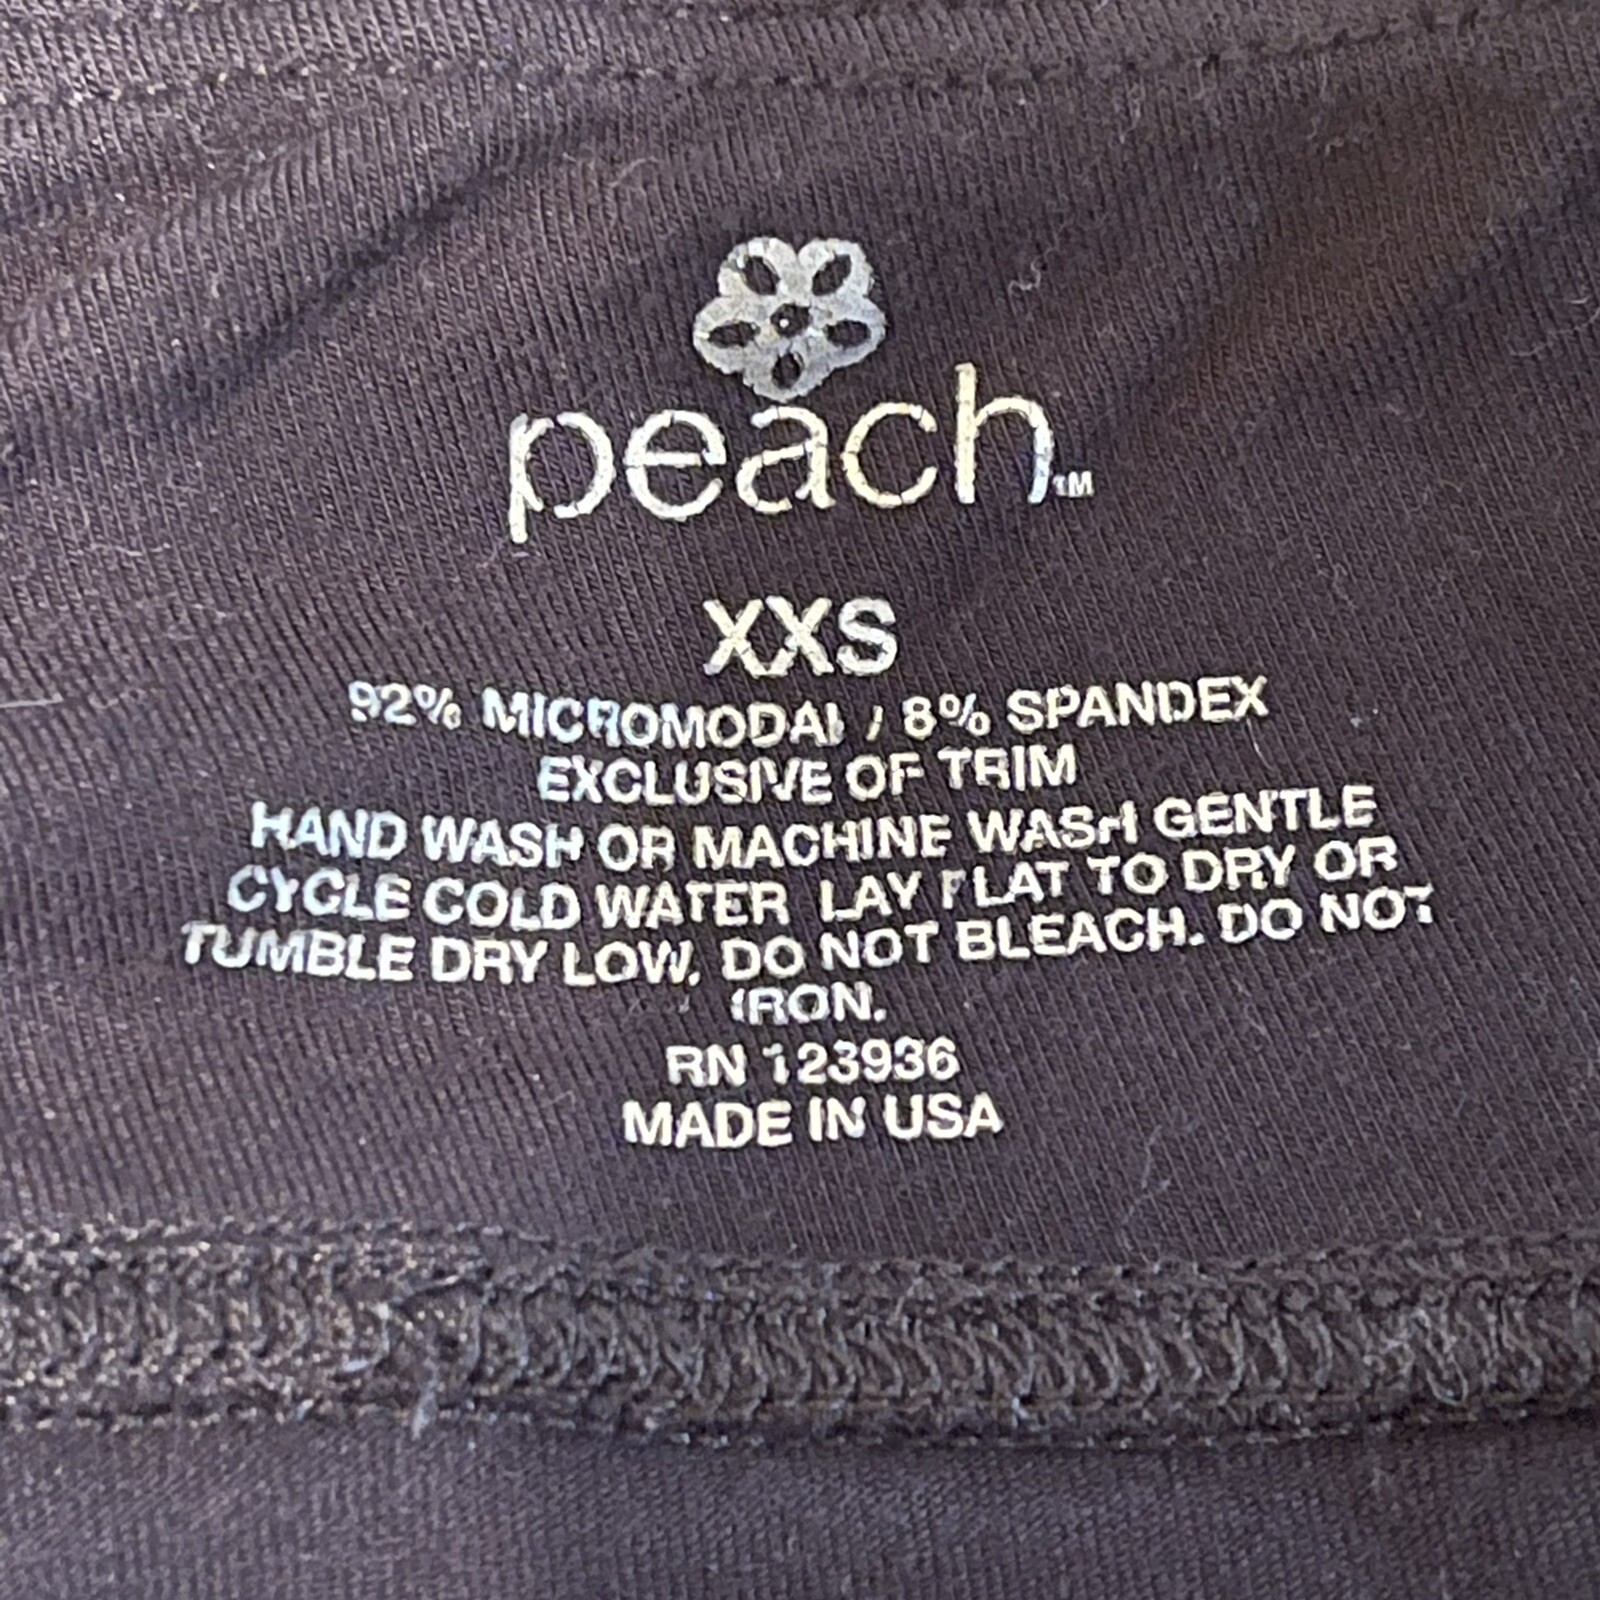 peach™
XXS
92% MICROMODAL / 8% SPANDEX
EXCLUSIVE OF TRIM
HAND WASH OR MACHINE WASH GENTLE
CYCLE COLD WATER LAY FLAT TO DRY OR
TUMBLE DRY LOW. DO NOT BLEACH. DO NOT
IRON.
RN 123936
MADE IN USA